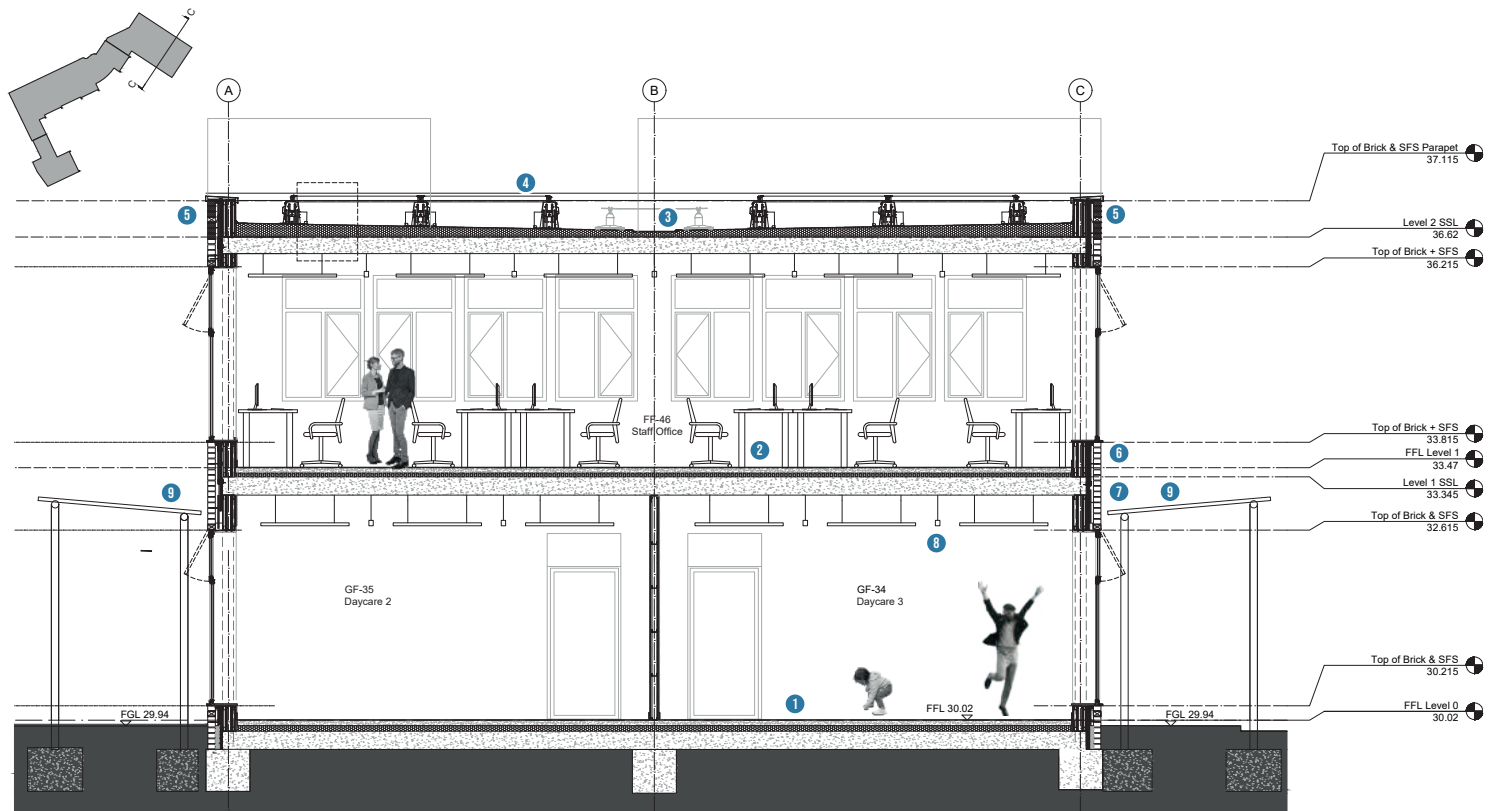 C
C
A
B
C
Top of Brick & SFS Parapet
37.115
4
5
3
5
Level 2 SSL
36.62
Top of Brick + SFS
36.215
FF-46
Staff Office
2
Top of Brick + SFS
33.815
6
FFL Level 1
33.47
9
7
9
Level 1 SSL
33.345
Top of Brick & SFS
32.615
8
GF-35
Daycare 2
GF-34
Daycare 3
Top of Brick & SFS
30.215
1
FGL 29.94
FFL 30.02
FGL 29.94
FFL Level 0
30.02